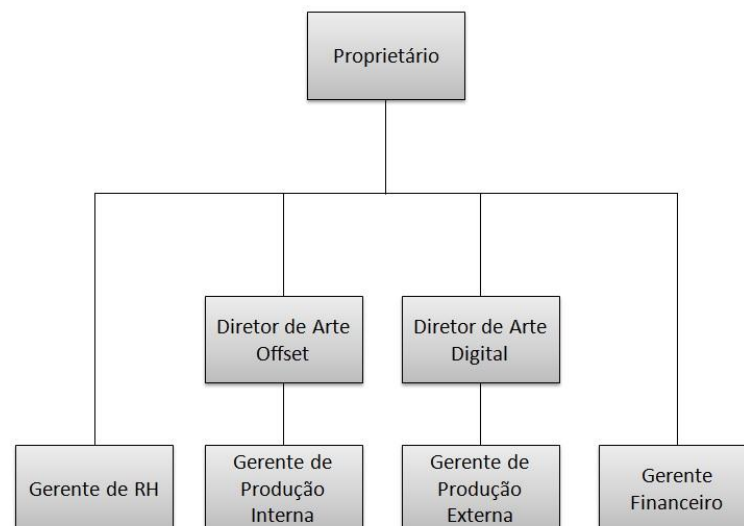 Proprietário
Diretor de Arte
Offset
Diretor de Arte
Digital
Gerente de RH
Gerente de
Produção
Interna
Gerente de
Produção
Externa
Gerente
Financeiro